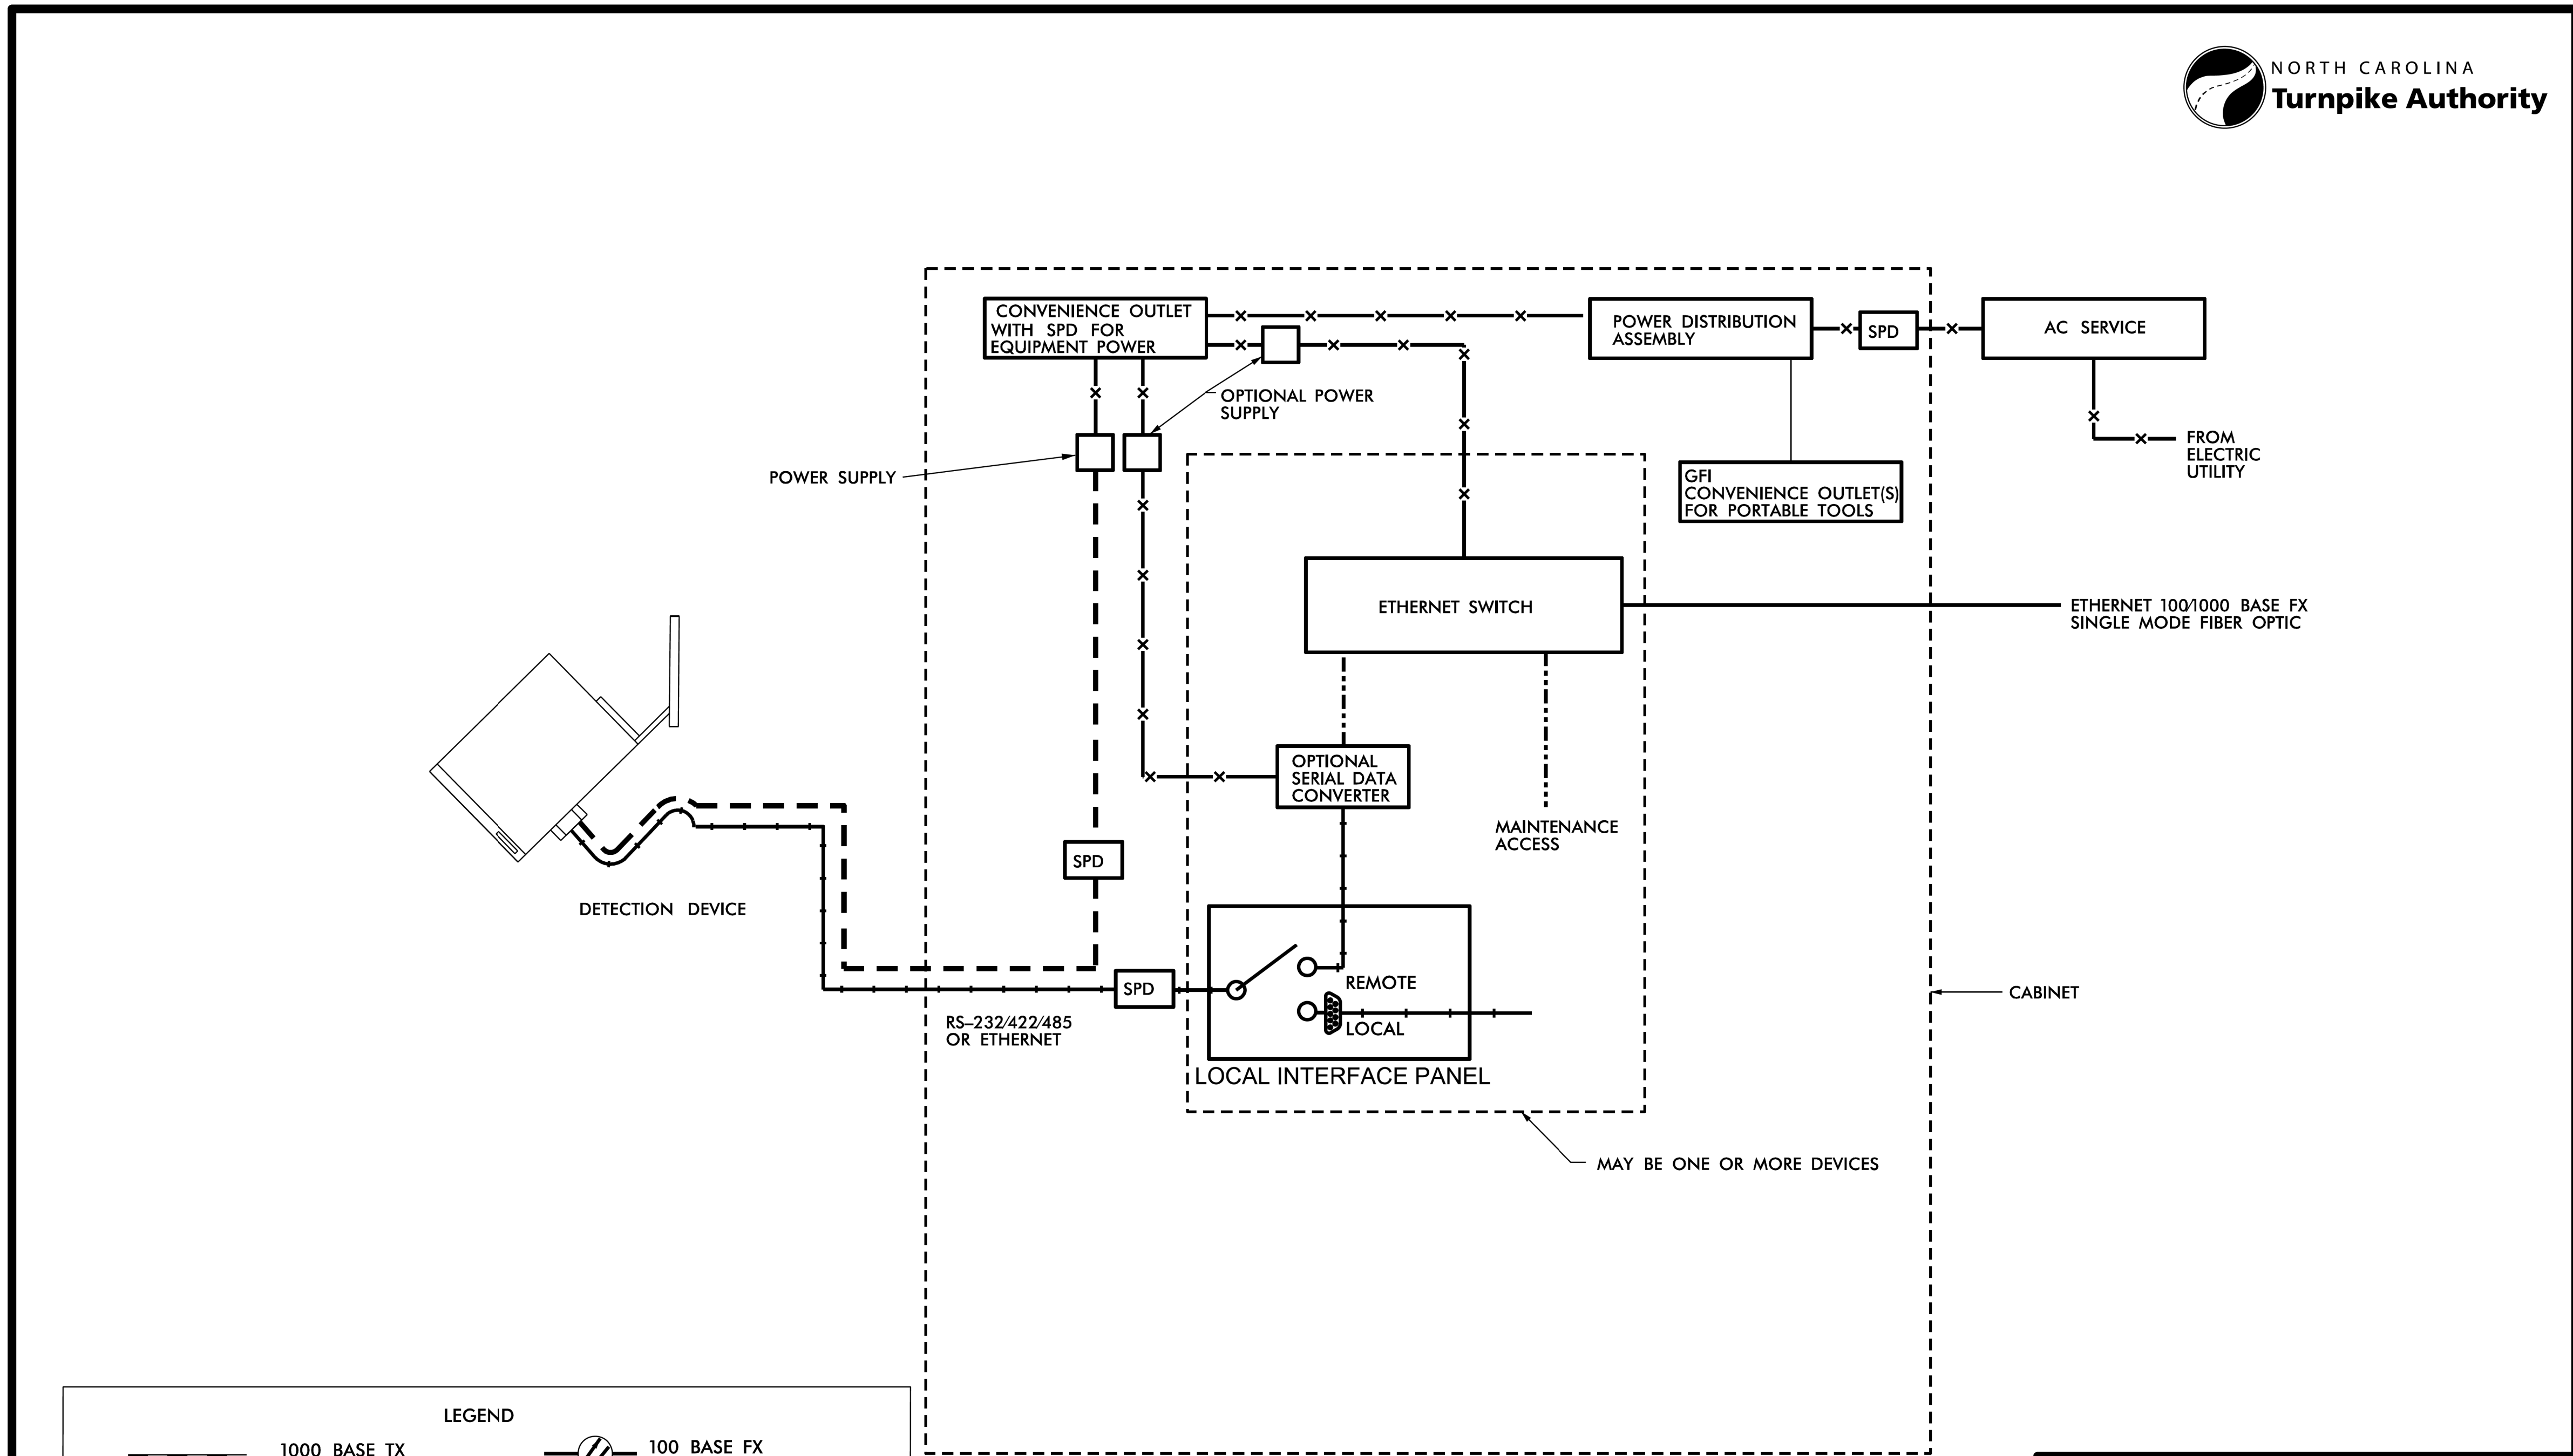 NORTH CAROLINA
Turnpike Authority
CONVENIENCE OUTLET
WITH SPD FOR
EQUIPMENT POWER
POWER DISTRIBUTION
ASSEMBLY
SPD
AC SERVICE
OPTIONAL POWER
SUPPLY
POWER SUPPLY
FROM
ELECTRIC
UTILITY
GFI
CONVENIENCE OUTLET(S)
FOR PORTABLE TOOLS
ETHERNET SWITCH
ETHERNET 100/1000 BASE FX
SINGLE MODE FIBER OPTIC
OPTIONAL
SERIAL DATA
CONVERTER
MAINTENANCE
ACCESS
SPD
DETECTION DEVICE
SPD
REMOTE
LOCAL
CABINET
RS-232/422/485
OR ETHERNET
LOCAL INTERFACE PANEL
MAY BE ONE OR MORE DEVICES
LEGEND
1000 BASE TX
100 BASE FX